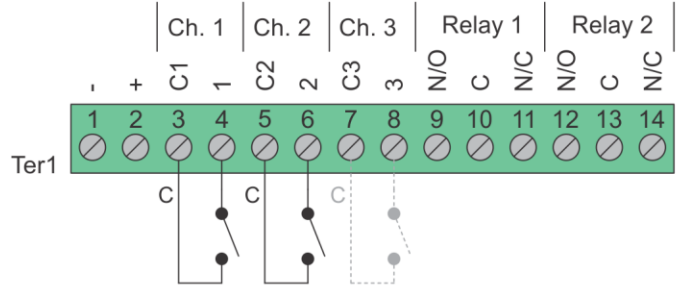 Ch. 1 Ch. 2 Ch. 3 Relay 1 Relay 2
- + C1 1 C2 2 C3 3 N/O C N/C N/O C N/C
1 2 3 4 5 6 7 8 9 10 11 12 13 14
Ter1
C C C